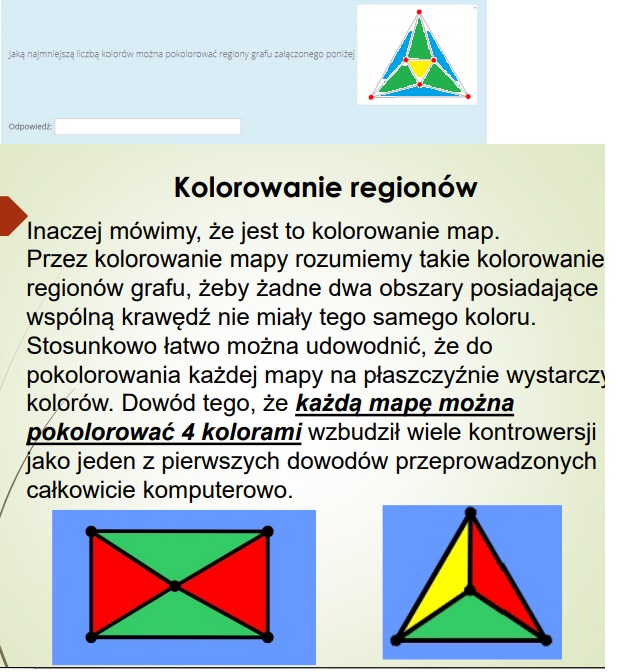 Jaką najmniejszą liczbą kolorów można pokolorować regiony grafu załączonego poniżej
Odpowiedź:
Kolorowanie regionów
Inaczej mówimy, że jest to kolorowanie map.
Przez kolorowanie mapy rozumiemy takie kolorowanie
regionów grafu, żeby żadne dwa obszary posiadające
wspólną krawędź nie miały tego samego koloru.
Stosunkowo łatwo można udowodnić, że do
pokolorowania każdej mapy na płaszczyźnie wystarczy
kolorów. Dowód tego, że każdą mapę można
pokolorować 4 kolorami wzbudził wiele kontrowersji
jako jeden z pierwszych dowodów przeprowadzonych
całkowicie komputerowo.